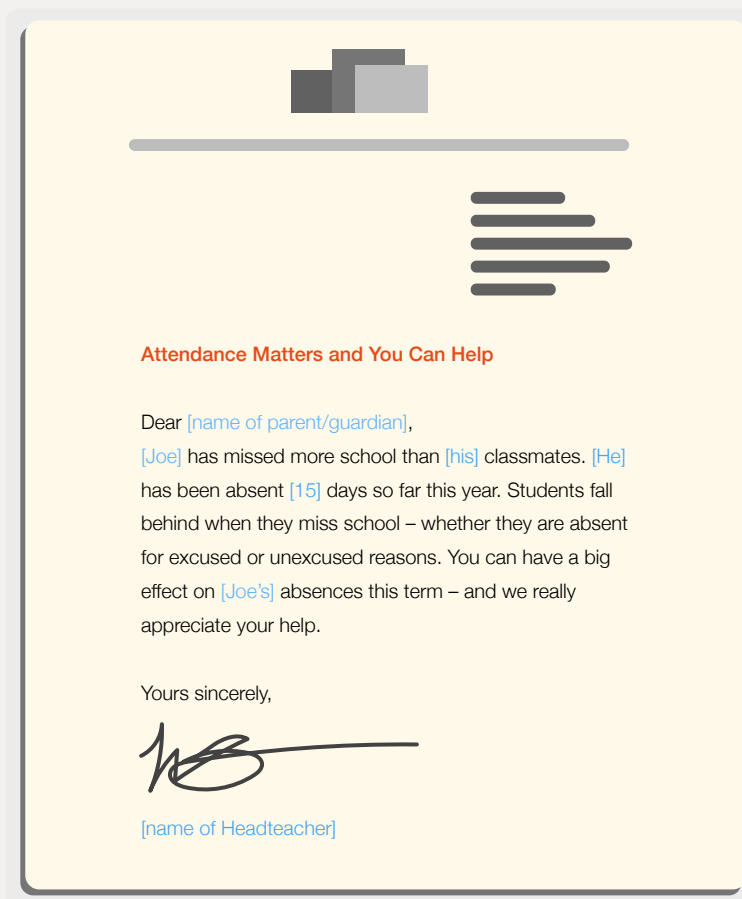 Attendance Matters and You Can Help
Dear [name of parent/guardian],
[Joe] has missed more school than [his] classmates. [He]
has been absent [15] days so far this year. Students fall
behind when they miss school – whether they are absent
for excused or unexcused reasons. You can have a big
effect on [Joe's] absences this term – and we really
appreciate your help.
Yours sincerely,
[name of Headteacher]